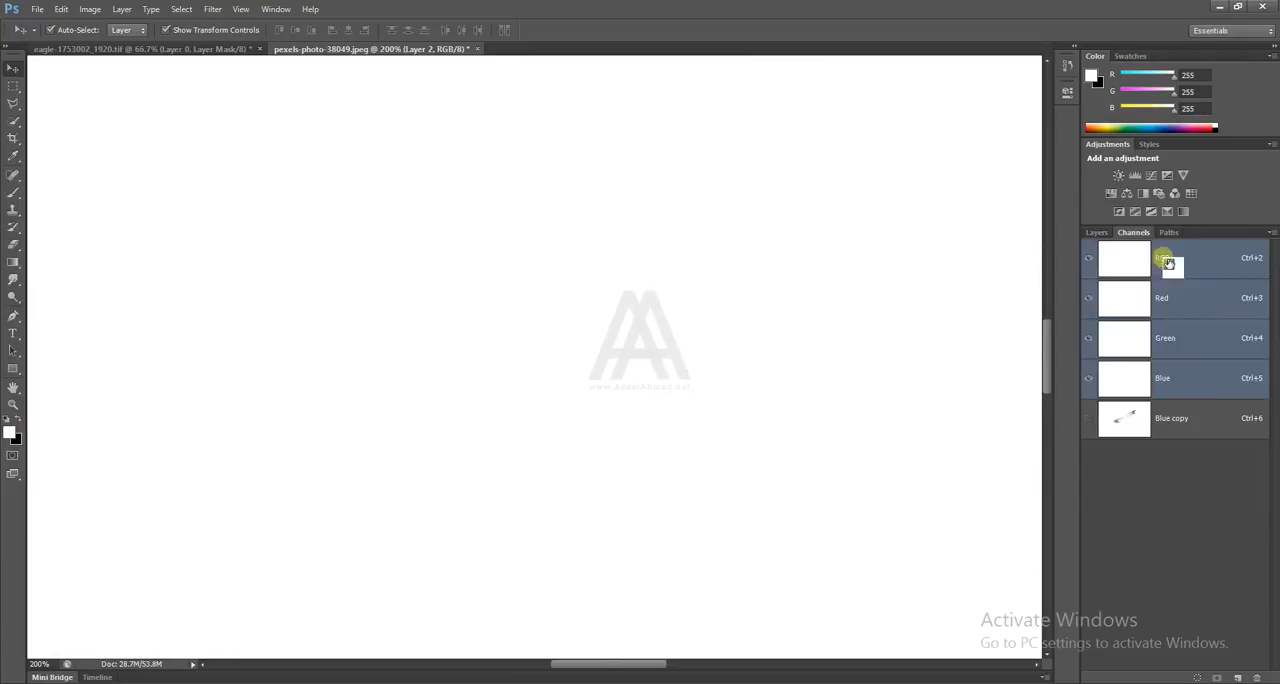 Ps File Edit Image Layer Type Select Filter View Window Help
Auto-Select: Layer Show Transform Controls Essentials
eagle-1753002_1920.tif @ 66.7% (Layer 0, Layer Mask/8) * × pexels-photo-38049.jpeg @ 200% (Layer 2, RGB/8) * ×
Color Swatches
R 255
G 255
B 255
Adjustments Styles
Add an adjustment
Layers Channels Paths
Ctrl+2
Red Ctrl+3
Green Ctrl+4
Blue Ctrl+5
Blue copy Ctrl+6
Activate Windows
Go to PC settings to activate Windows.
200% Doc: 28.7M/53.8M
Mini Bridge Timeline